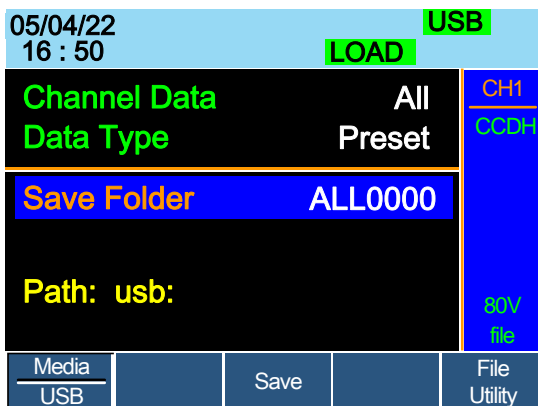 05/04/22
USB
16 : 50
LOAD
Channel Data All
Data Type Preset
CH1
CCDH
Save Folder ALL0000
Path: usb:
80V
file
Media
USB
Save
File
Utility